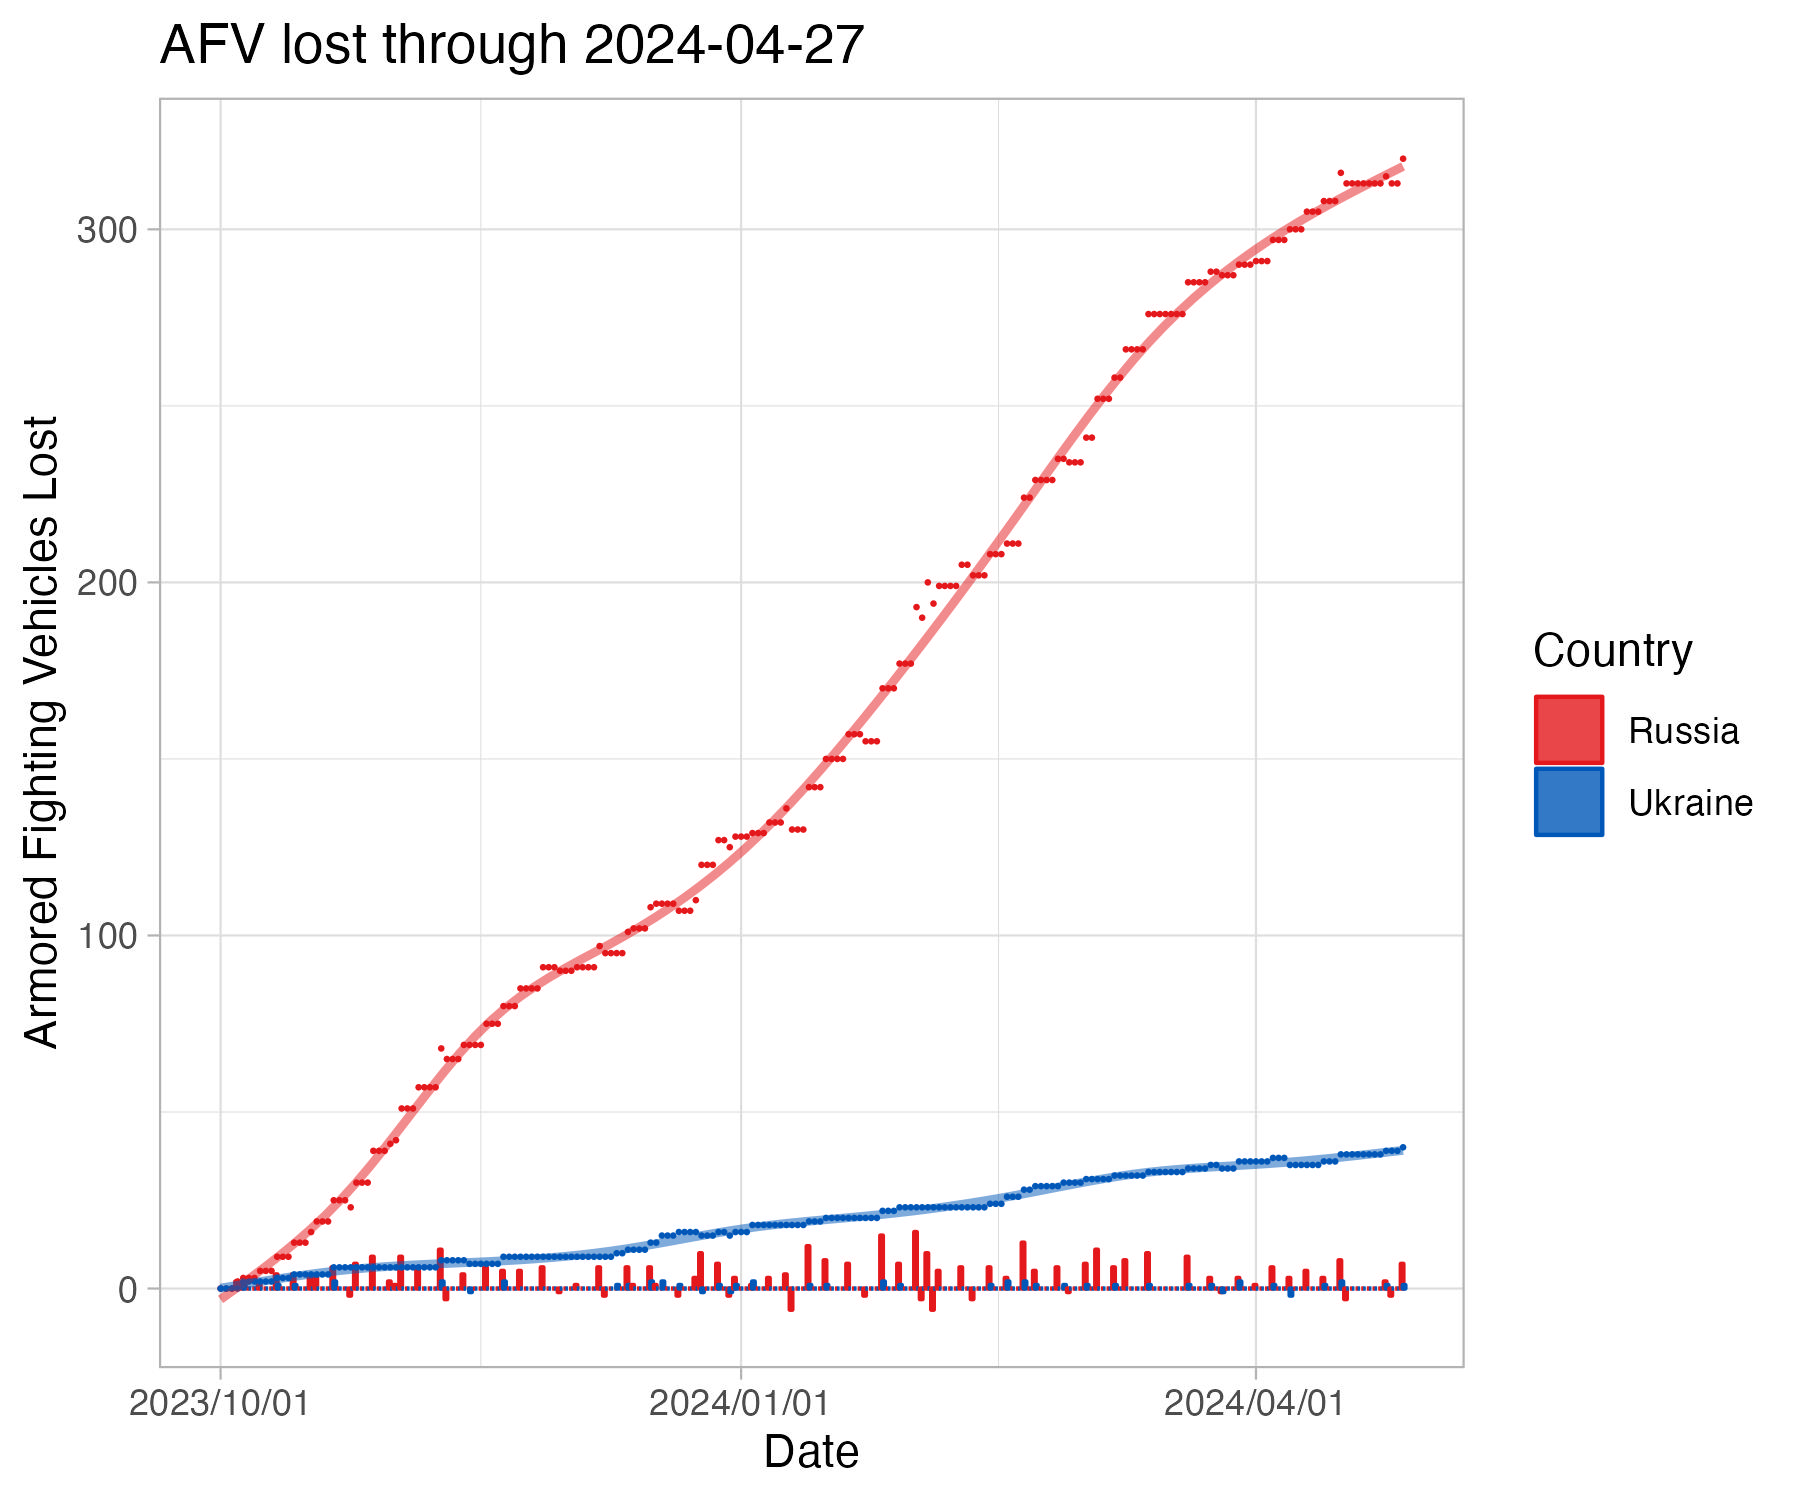 AFV lost through 2024-04-27
Armored Fighting Vehicles Lost
300
200
100
0
2023/10/01
2024/01/01
2024/04/01
Date
Country
Russia
Ukraine